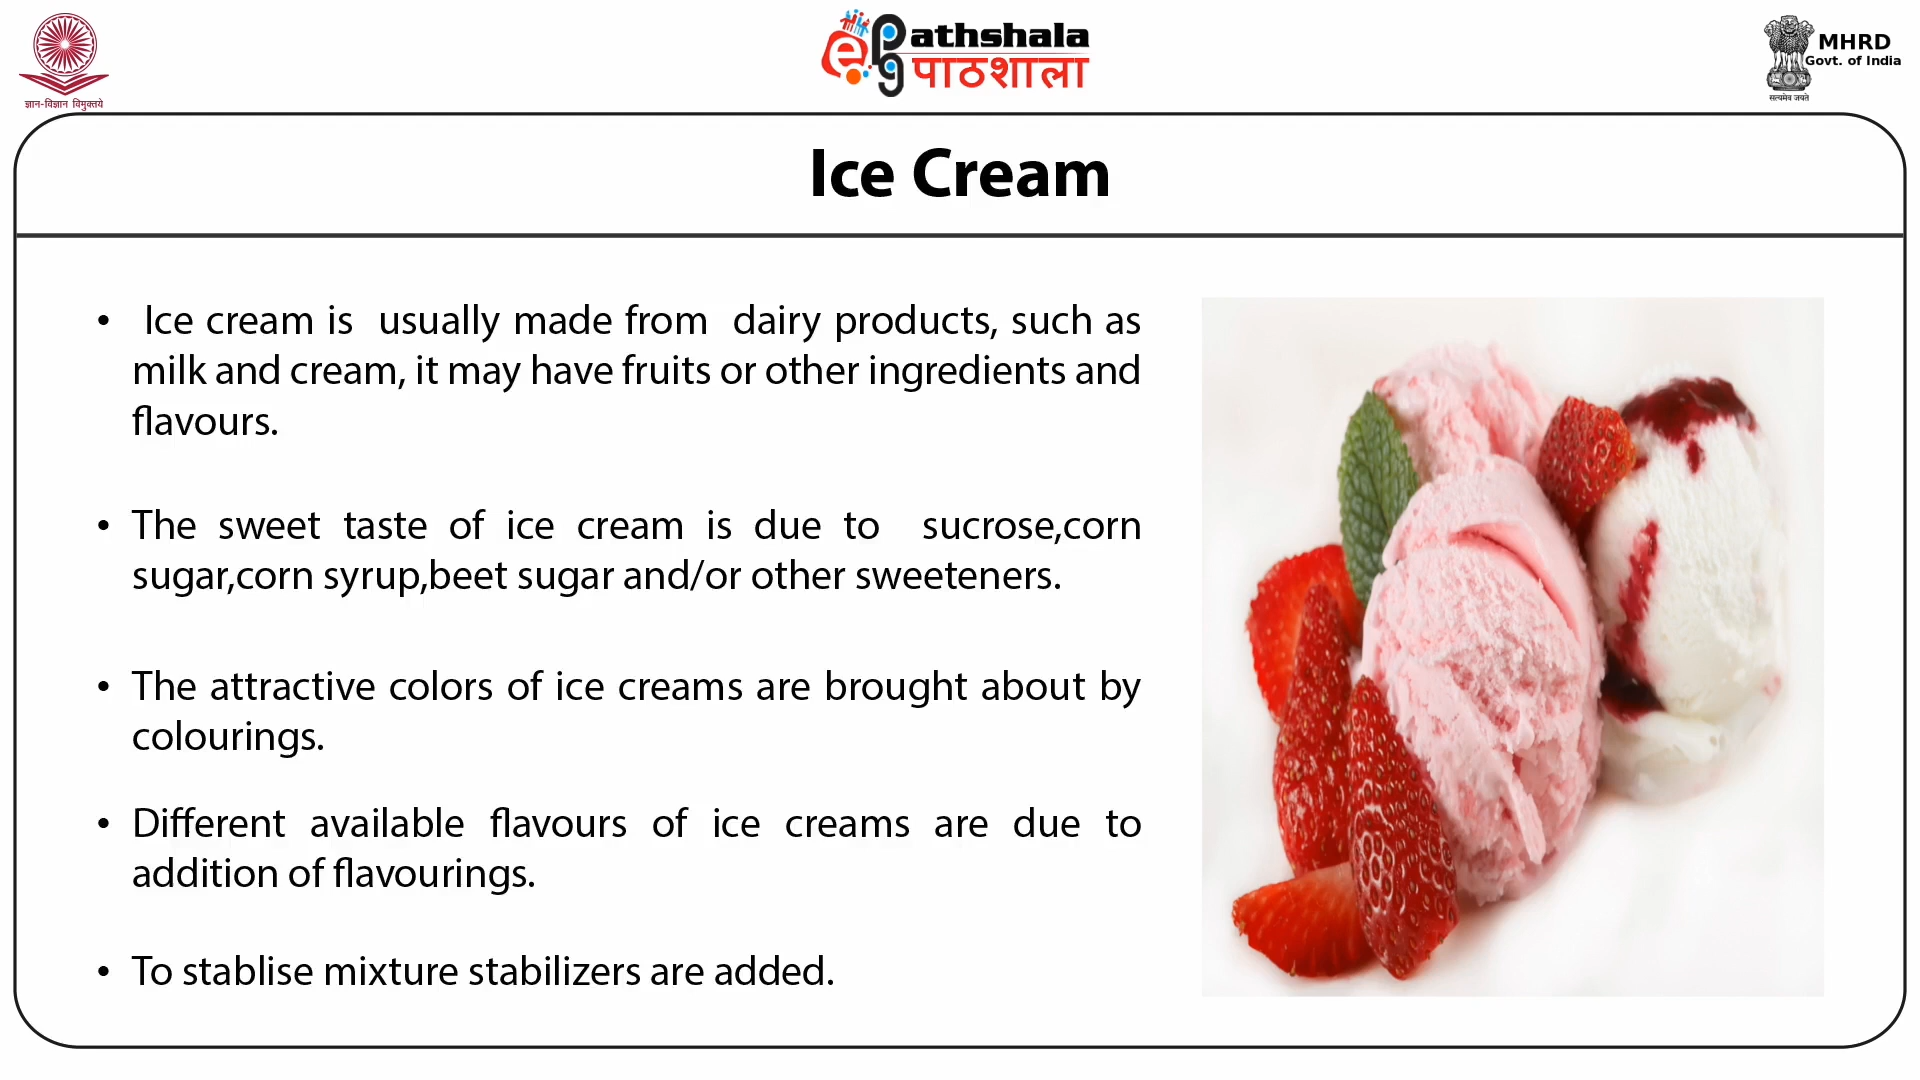 ज्ञान-विज्ञान विमुक्तये
ePathshala
पाठशाला
MHRD
Govt. of India
सत्यमेव जयते
Ice Cream
• Ice cream is usually made from dairy products, such as
milk and cream, it may have fruits or other ingredients and
flavours.
• The sweet taste of ice cream is due to sucrose,corn
sugar,corn syrup,beet sugar and/or other sweeteners.
• The attractive colors of ice creams are brought about by
colourings.
• Different available flavours of ice creams are due to
addition of flavourings.
• To stablise mixture stabilizers are added.